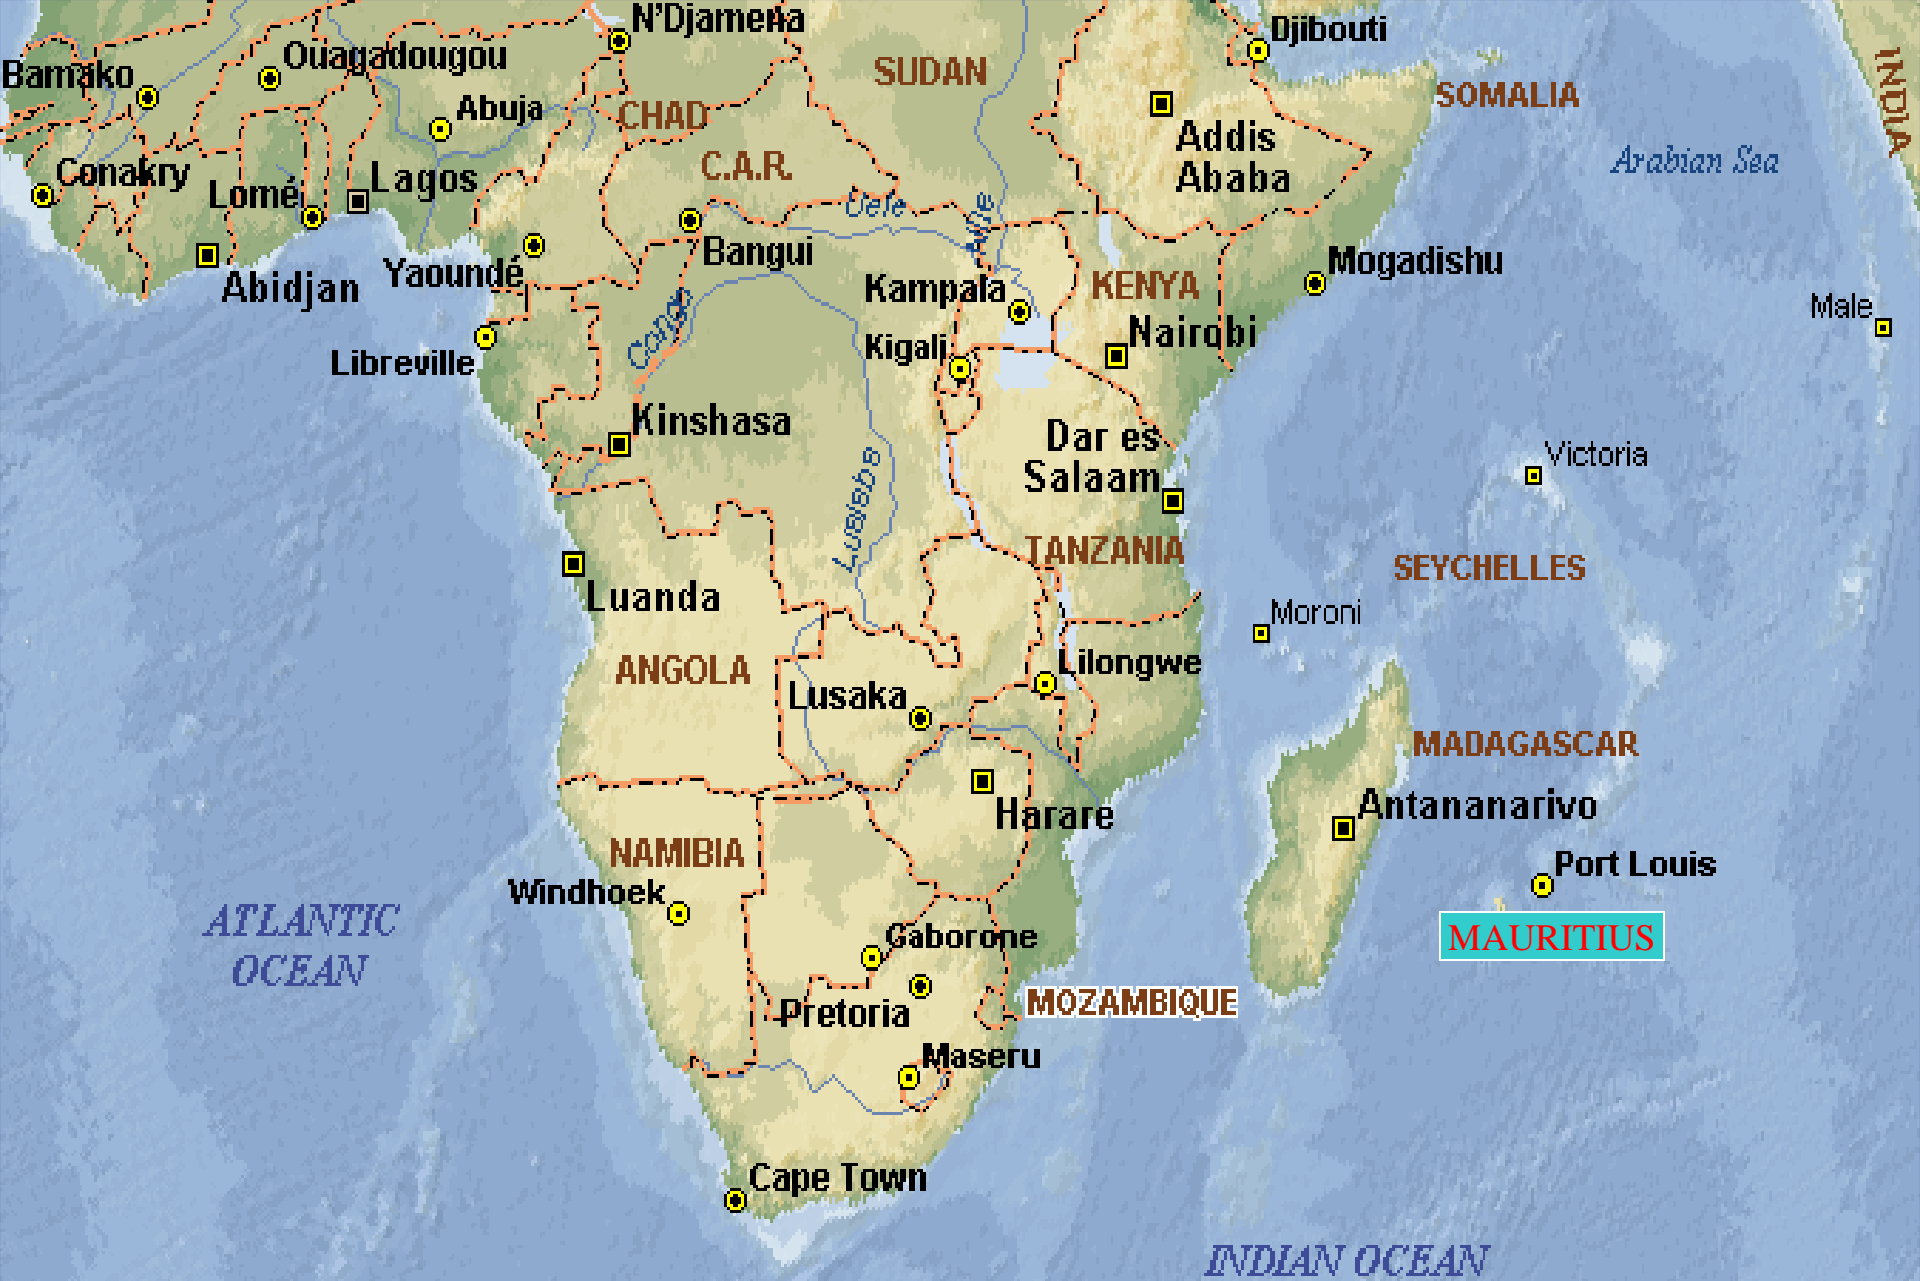 N'Djamena
Djibouti
Ouagadougou
Bamako
SUDAN
INDIA
SOMALIA
Abuja
CHAD
Addis
Ababa
Arabian Sea
C.A.R.
Conakry
Lomé
Lagos
Uele
Nile
Bangui
Yaoundé
Mogadishu
Abidjan
Kampala
KENYA
Male
Congo
Nairobi
Kigali
Libreville
Kinshasa
Dar es
Salaam
Victoria
Lualaba
TANZANIA
SEYCHELLES
Luanda
Moroni
ANGOLA
Lilongwe
Lusaka
MADAGASCAR
Antananarivo
Harare
NAMIBIA
Port Louis
Windhoek
ATLANTIC
OCEAN
Gaborone
MAURITIUS
Pretoria
MOZAMBIQUE
Maseru
Cape Town
INDIAN OCEAN